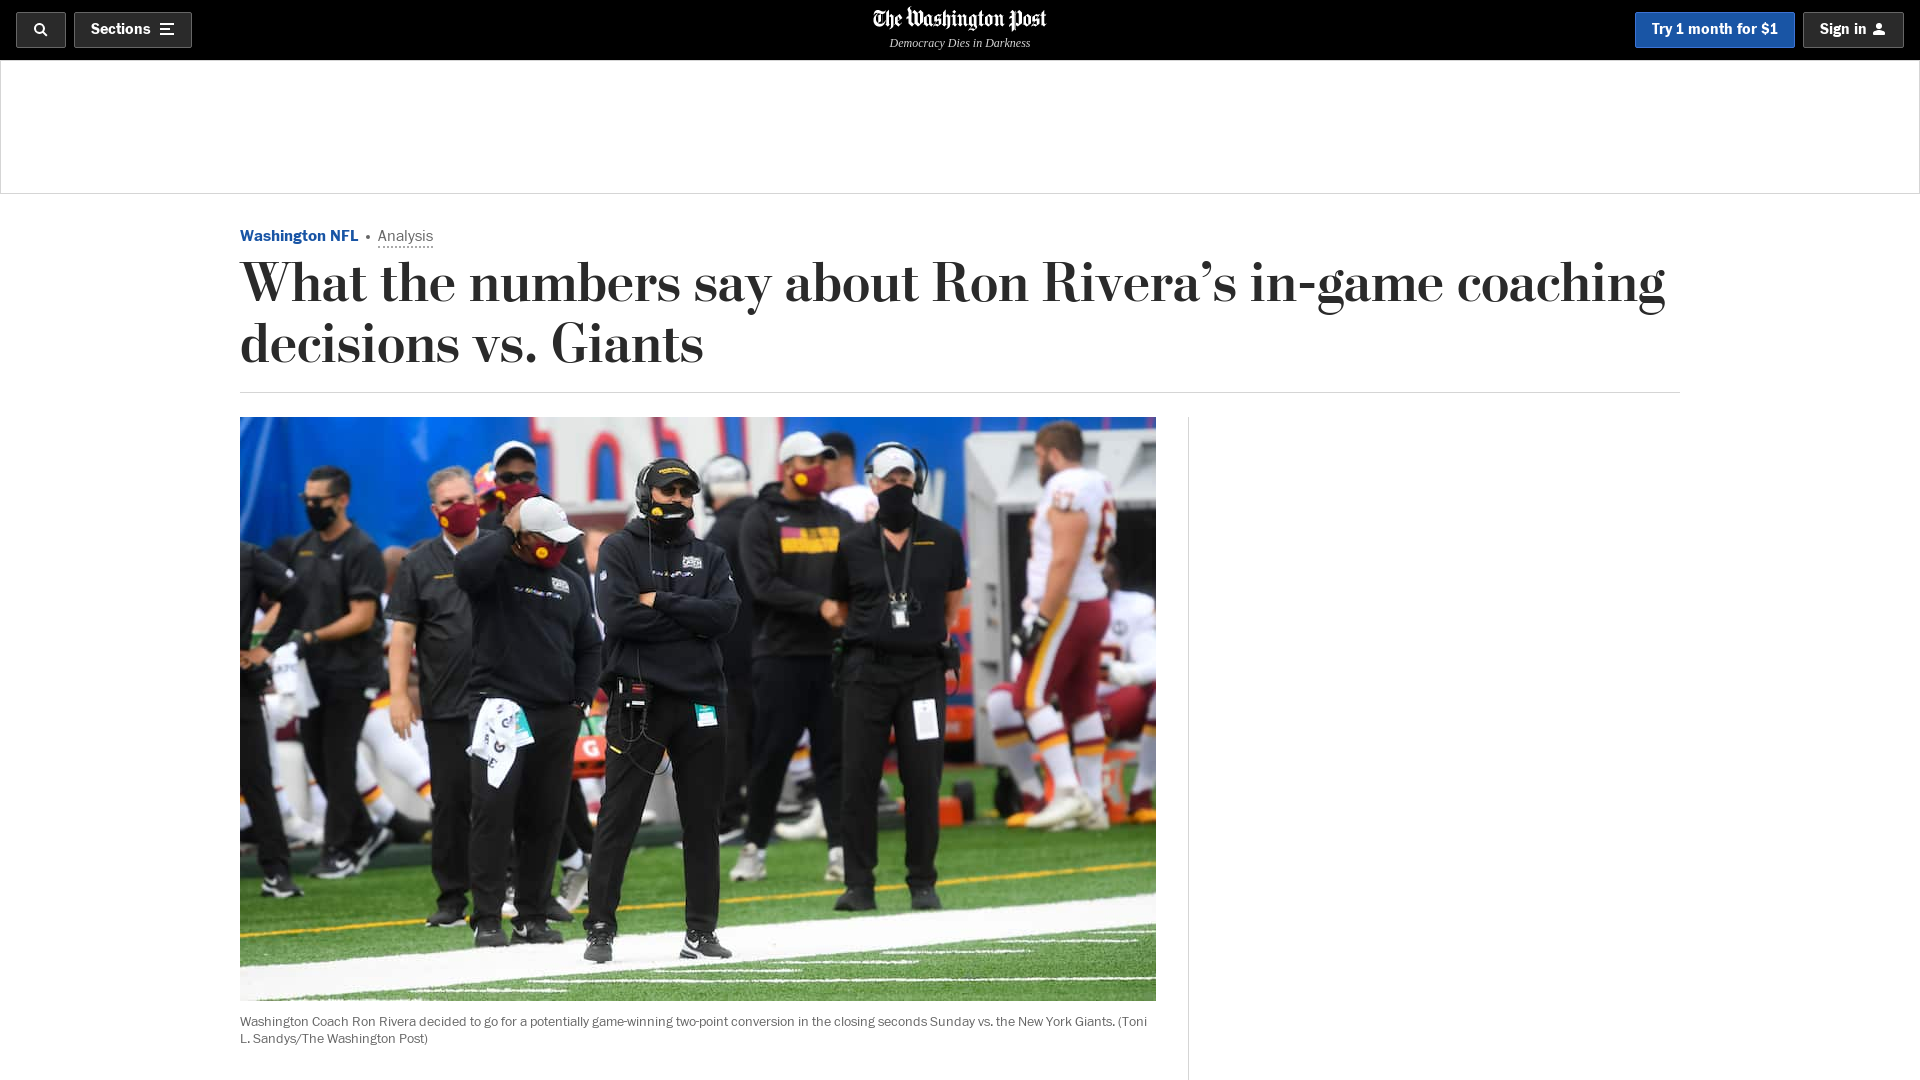 Sections
The Washington Post
Democracy Dies in Darkness
Try 1 month for $1
Sign in
Washington NFL • Analysis
What the numbers say about Ron Rivera’s in-game coaching
decisions vs. Giants
67
G
Washington Coach Ron Rivera decided to go for a potentially game-winning two-point conversion in the closing seconds Sunday vs. the New York Giants. (Toni
L. Sandys/The Washington Post)